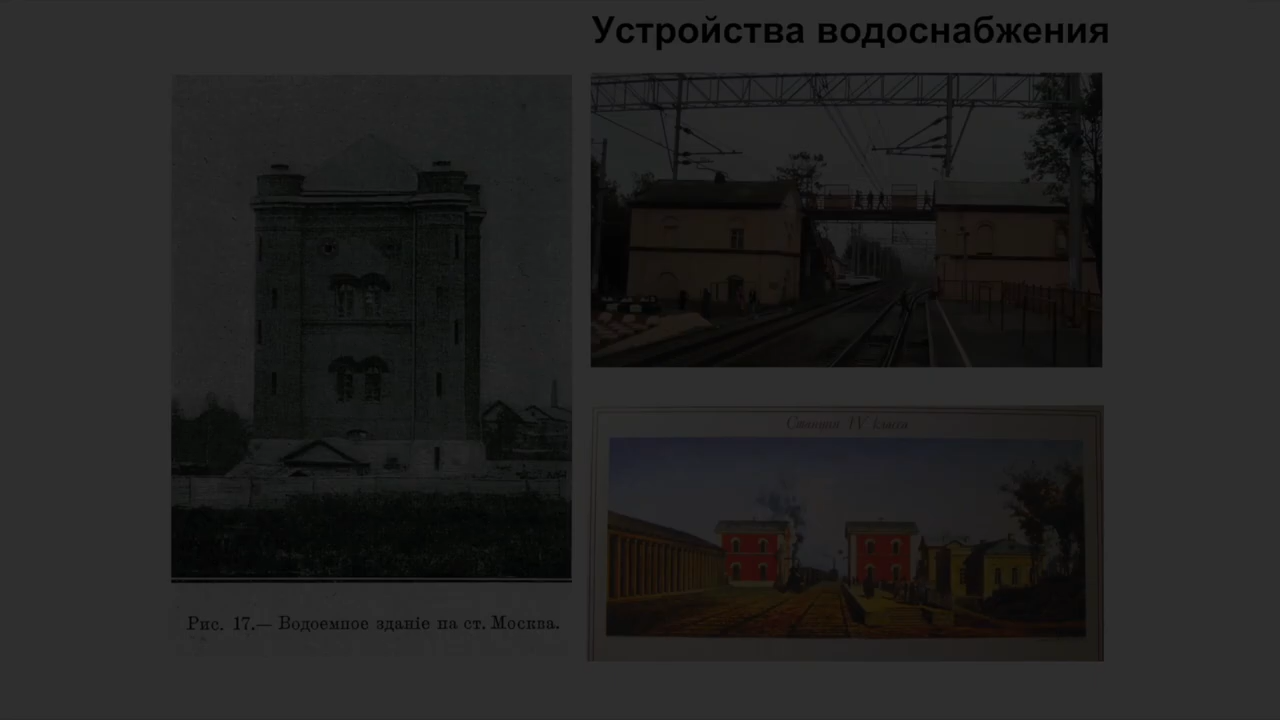 Устройства водоснабжения
Станция IV класса
Рис. 17.— Водоемное зданіе на ст. Москва.